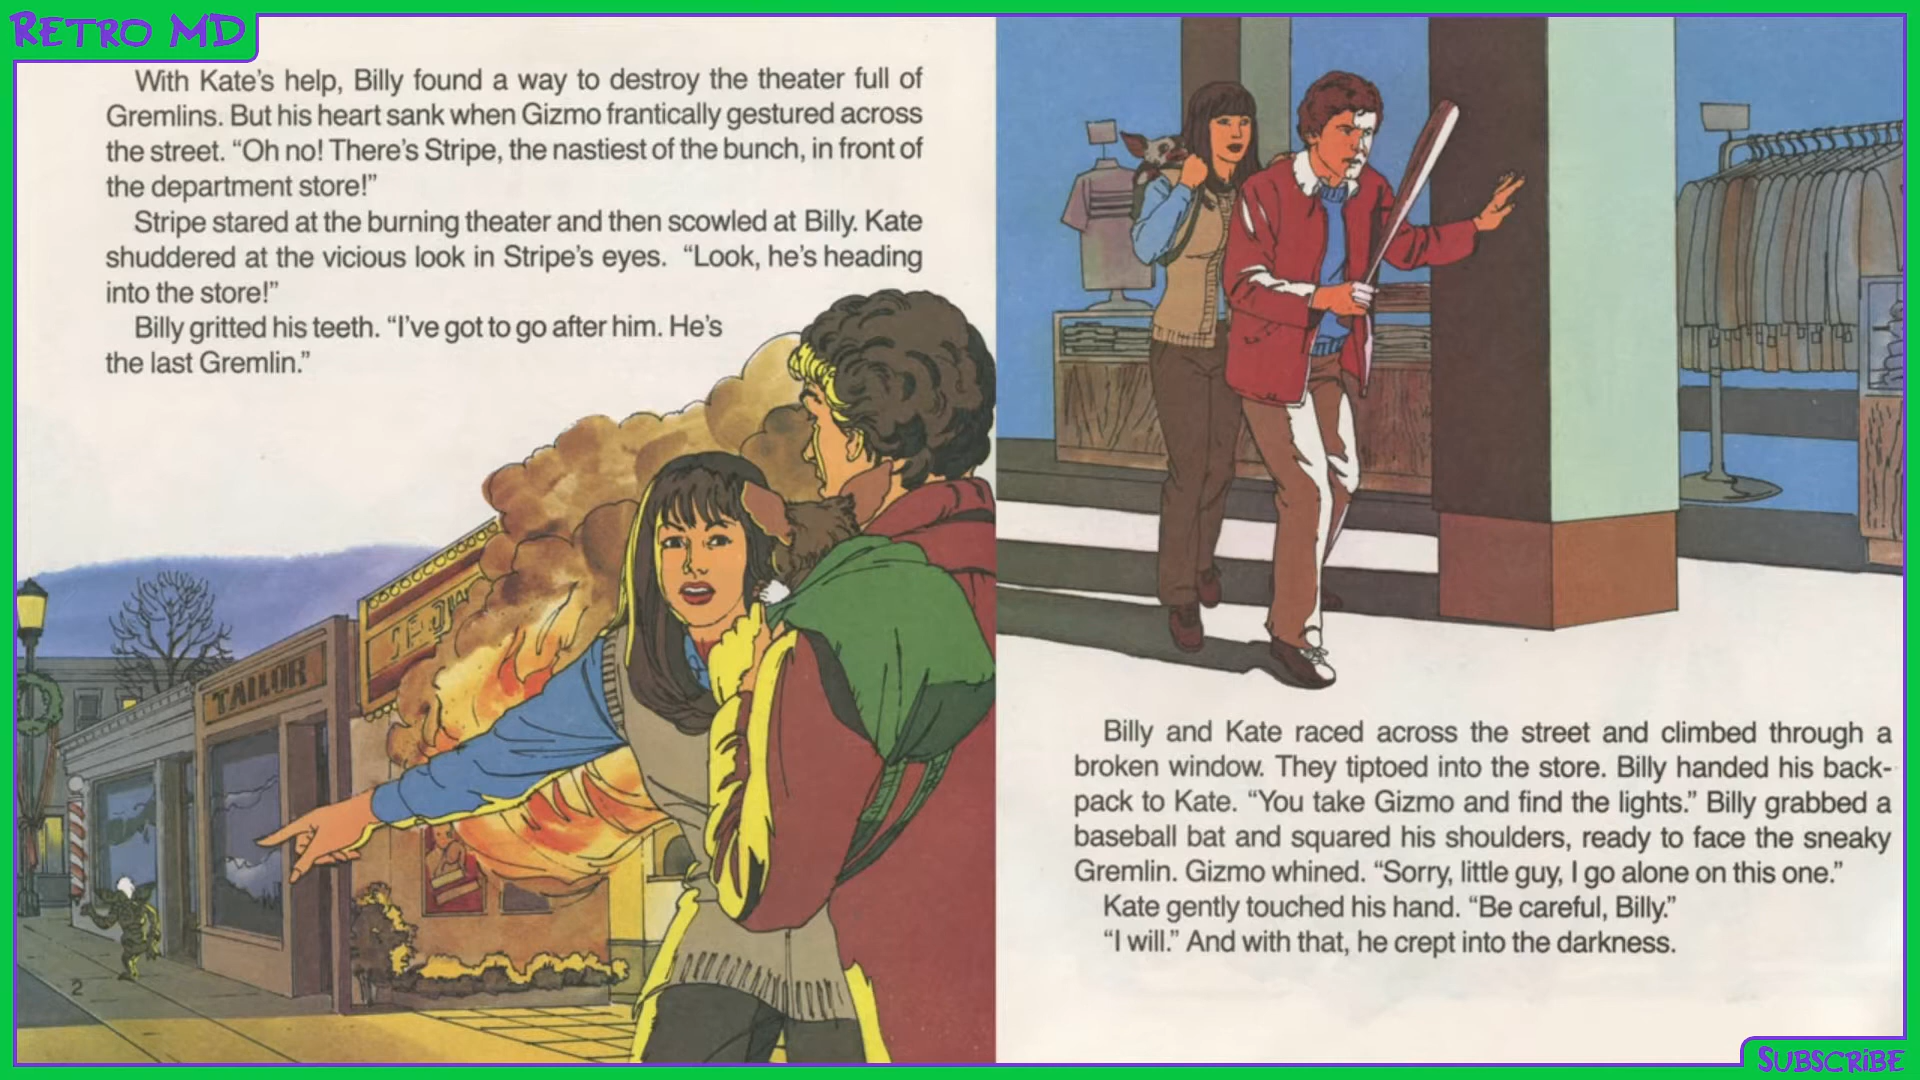 RETRO MD
With Kate's help, Billy found a way to destroy the theater full of
Gremlins. But his heart sank when Gizmo frantically gestured across
the street. “Oh no! There's Stripe, the nastiest of the bunch, in front of
the department store!”
Stripe stared at the burning theater and then scowled at Billy. Kate
shuddered at the vicious look in Stripe's eyes. “Look, he's heading
into the store!”
Billy gritted his teeth. “I've got to go after him. He's
the last Gremlin.”
TAILOR
2
Billy and Kate raced across the street and climbed through a
broken window. They tiptoed into the store. Billy handed his back-
pack to Kate. “You take Gizmo and find the lights.” Billy grabbed a
baseball bat and squared his shoulders, ready to face the sneaky
Gremlin. Gizmo whined. “Sorry, little guy, I go alone on this one.”
Kate gently touched his hand. “Be careful, Billy.”
“I will.” And with that, he crept into the darkness.
SUBSCRiBE